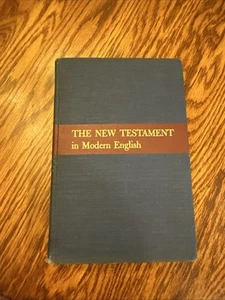 THE NEW TESTAMENT
in Modern English